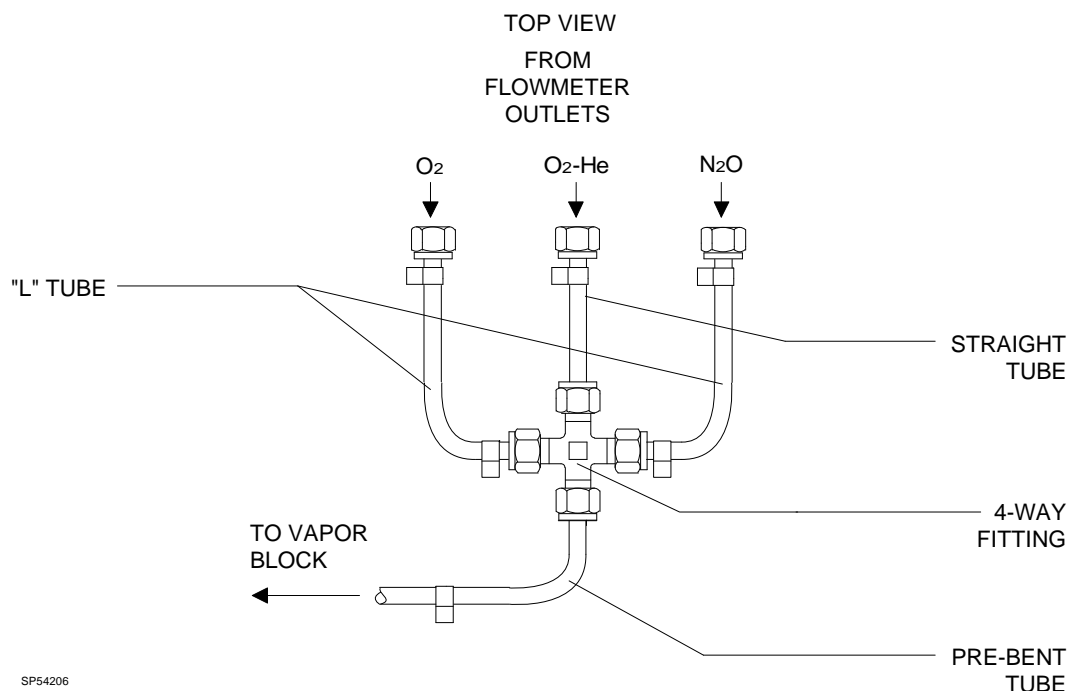 TOP VIEW
FROM
FLOWMETER
OUTLETS
O2
O2-He
N2O
"L" TUBE
STRAIGHT
TUBE
4-WAY
FITTING
TO VAPOR
BLOCK
PRE-BENT
TUBE
SP54206